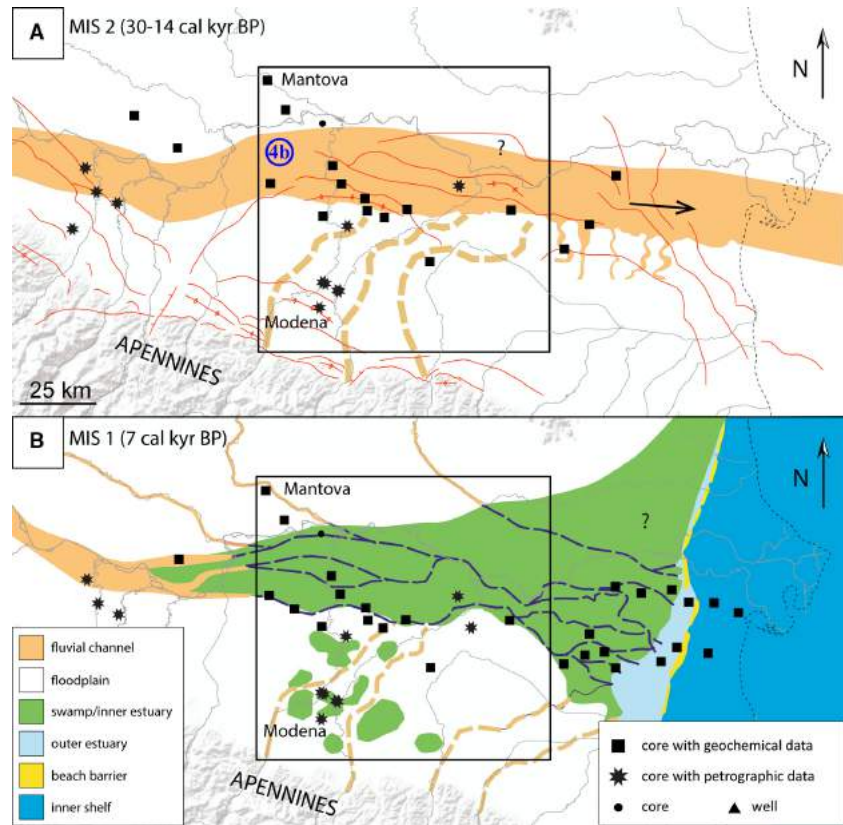 A
MIS 2 (30-14 cal kyr BP)
Mantova
N
4b
?
Modena
APENNINES
25 km
B
MIS 1 (7 cal kyr BP)
Mantova
N
?
fluvial channel
floodplain
swamp/inner estuary
outer estuary
beach barrier
inner shelf
Modena
APENNINES
core with geochemical data
core with petrographic data
core
well